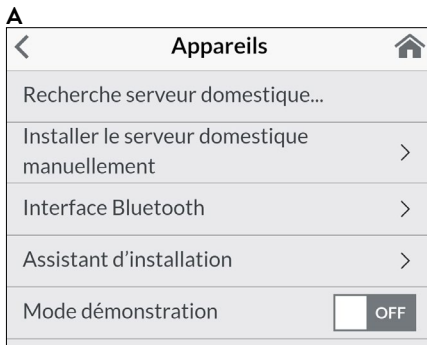 A
Appareils
Recherche serveur domestique...
Installer le serveur domestique
manuellement
Interface Bluetooth
Assistant d'installation
Mode démonstration
OFF